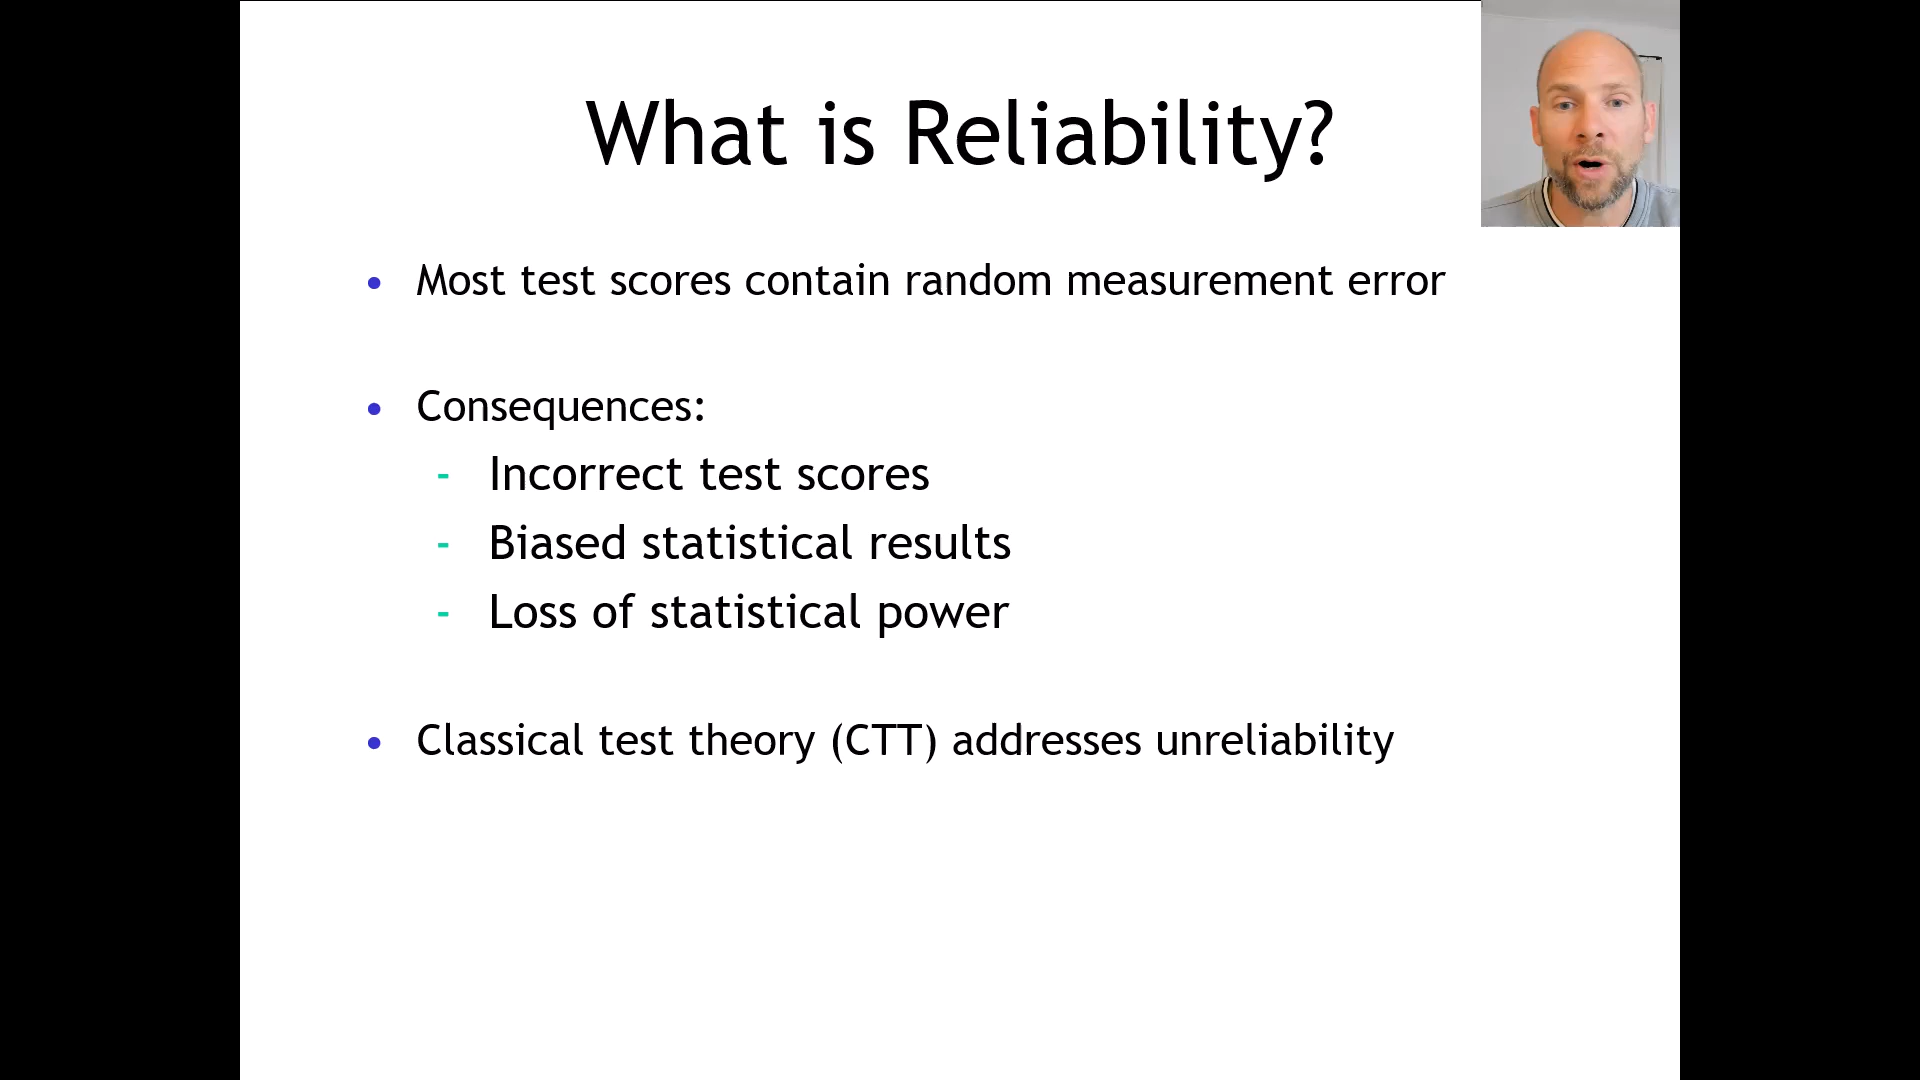 What is Reliability?
• Most test scores contain random measurement error
• Consequences:
- Incorrect test scores
- Biased statistical results
- Loss of statistical power
• Classical test theory (CTT) addresses unreliability